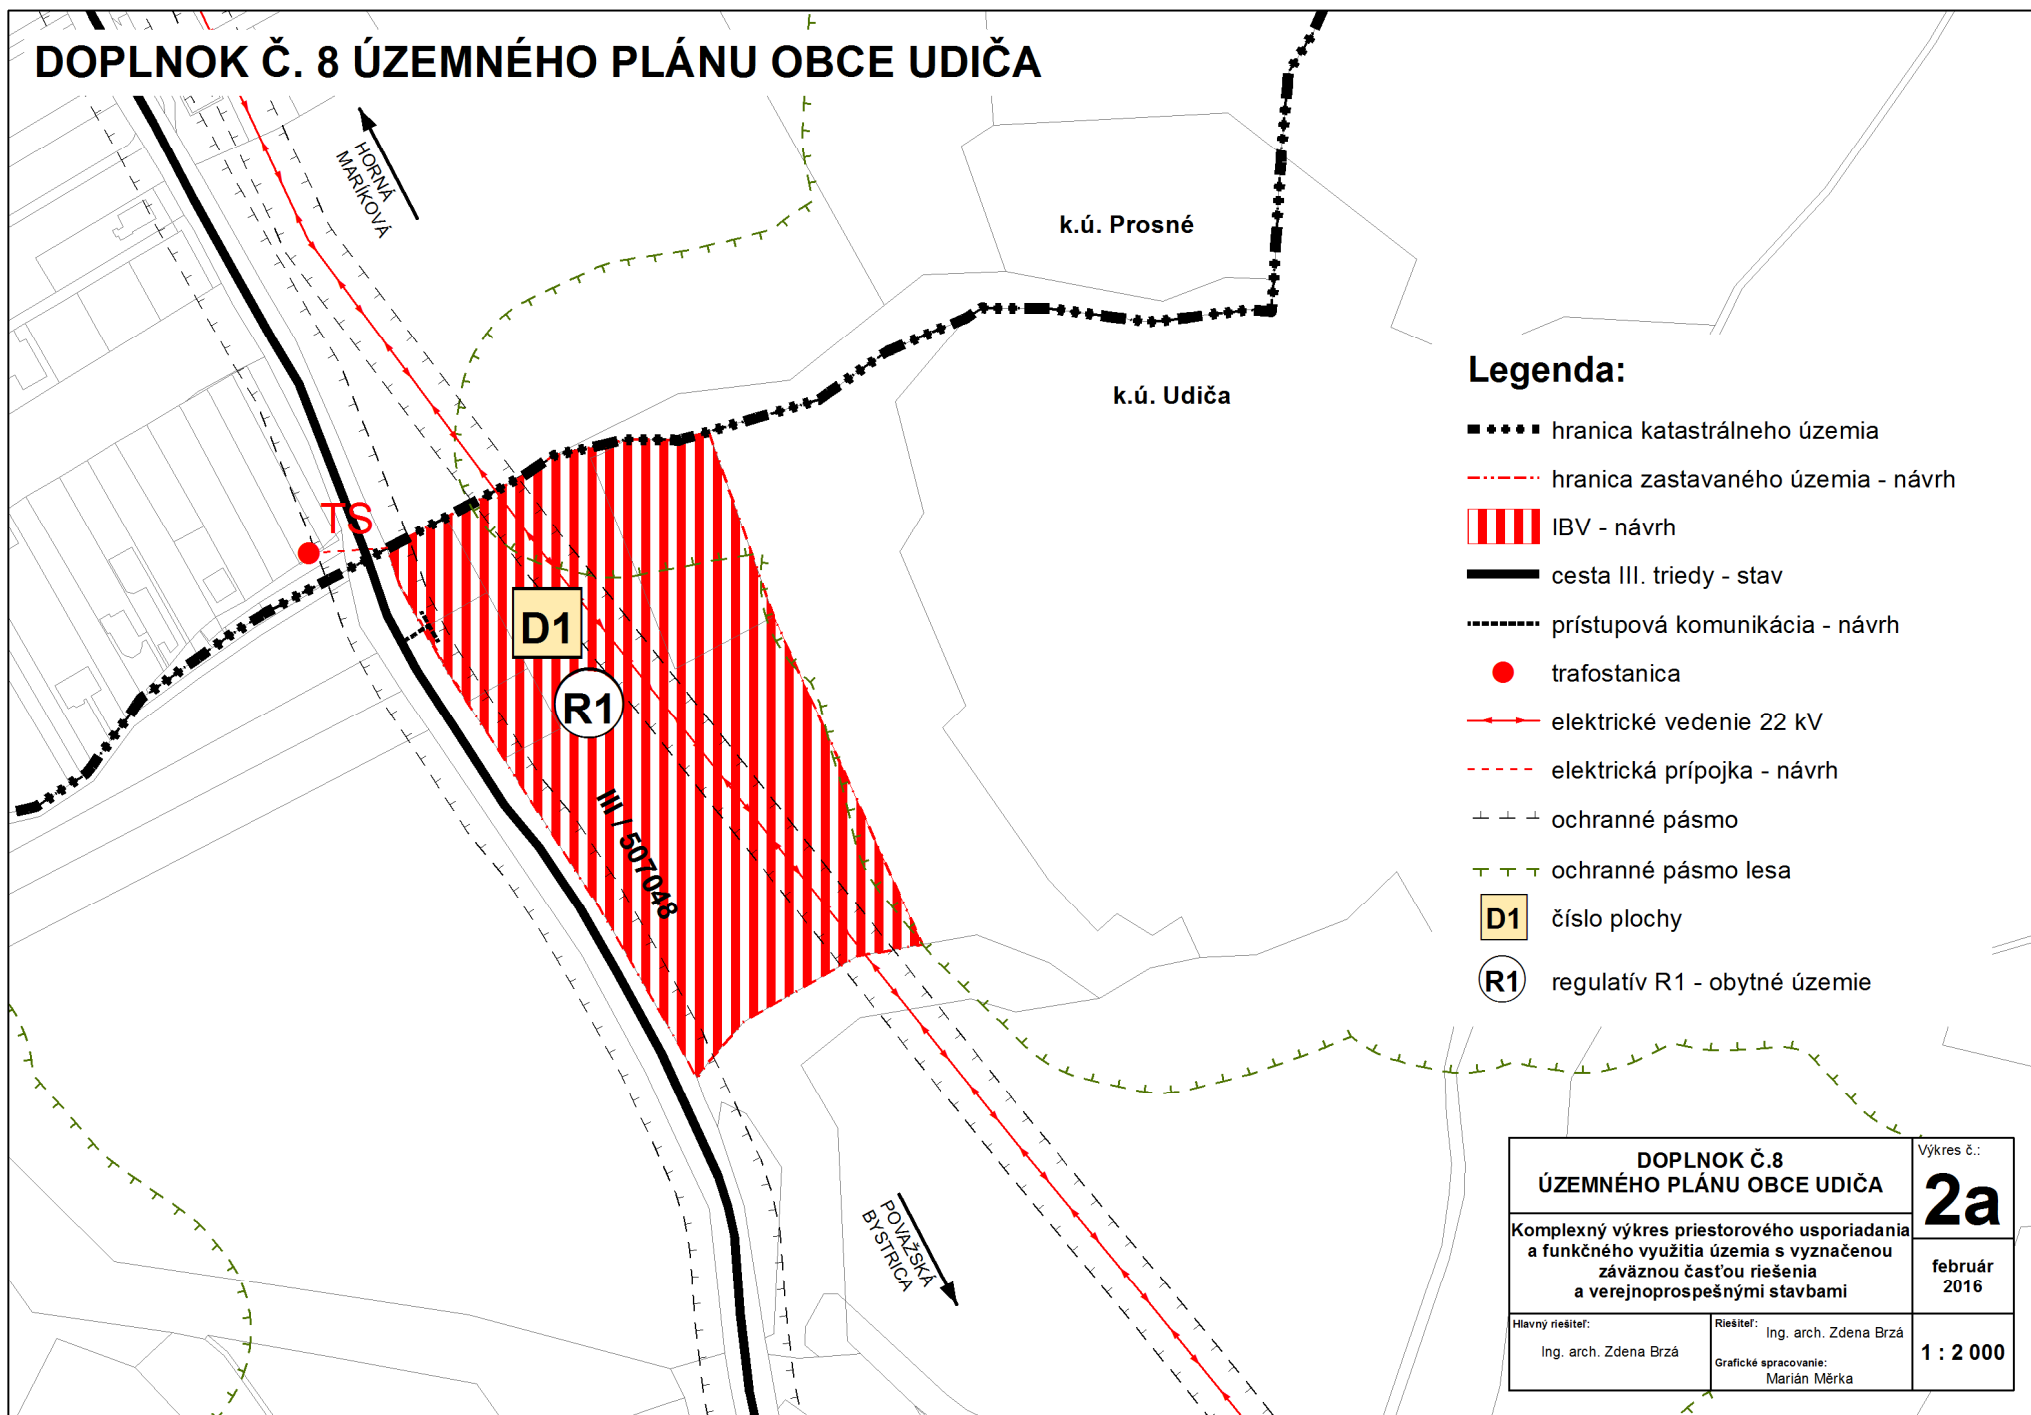 DOPLNOK Č. 8 ÚZEMNÉHO PLÁNU OBCE UDIČA
HORNÁ
MARÍKOVÁ
k.ú. Prosné
k.ú. Udiča
TS
D1
R1
III / 507048
POVAŽSKÁ
BYSTRICA
Legenda:
hranica katastrálneho územia
hranica zastavaného územia - návrh
IBV - návrh
cesta III. triedy - stav
prístupová komunikácia - návrh
trafostanica
elektrické vedenie 22 kV
elektrická prípojka - návrh
ochranné pásmo
ochranné pásmo lesa
D1 číslo plochy
R1 regulatív R1 - obytné územie
DOPLNOK Č.8
ÚZEMNÉHO PLÁNU OBCE UDIČA
Výkres č.:
2a
Komplexný výkres priestorového usporiadania
a funkčného využitia územia s vyznačenou
záväznou časťou riešenia
a verejnoprospešnými stavbami
február
2016
Hlavný riešiteľ:
Ing. arch. Zdena Brzá
Riešiteľ: Ing. arch. Zdena Brzá
Grafické spracovanie:
Marián Měrka
1 : 2 000